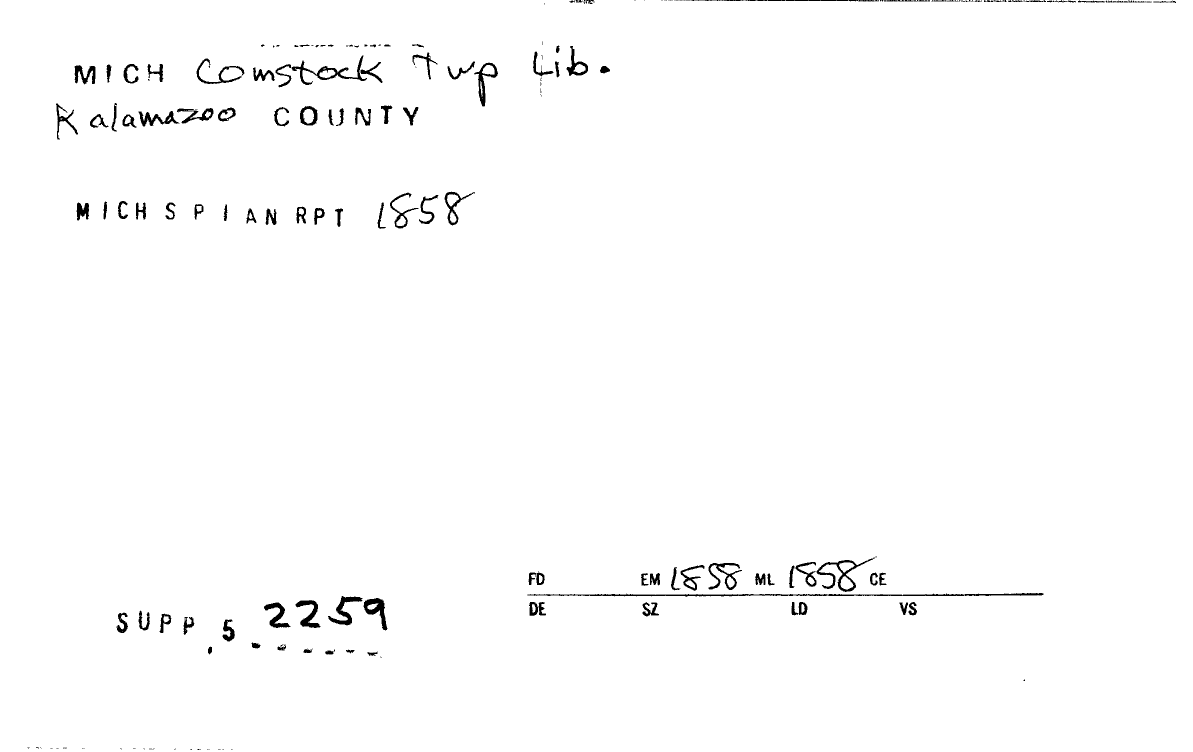 MICH Comstock Twp Lib.
Kalamazoo COUNTY
MICH S P I AN RPT 1858
FD EM 1858 ML 1858 CE
DE SZ LD VS
SUPP. 5 2259